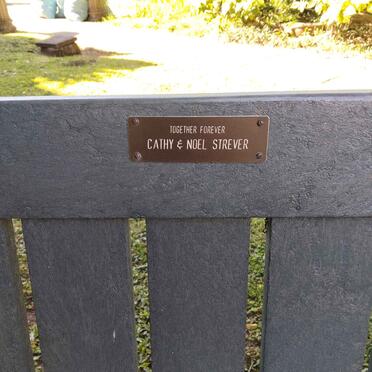 TOGETHER FOREVER
CATHY & NOEL STREVER